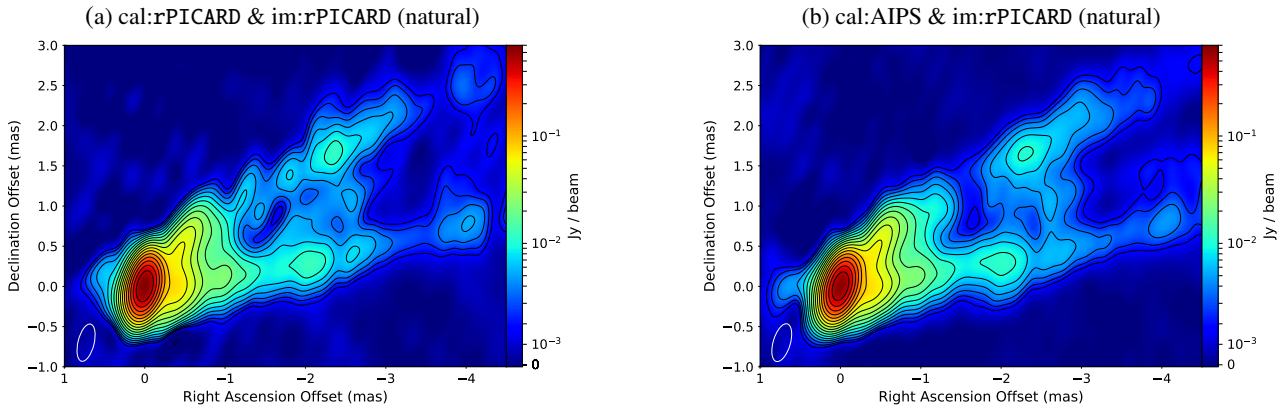 (a) cal:rPICARD & im:rPICARD (natural)
3.0
2.5
2.0
1.5
1.0
0.5
0.0
−0.5
−1.0
Declination Offset (mas)
1 0 −1 −2 −3 −4
Right Ascension Offset (mas)
10⁻¹
10⁻²
10⁻³
0
Jy / beam
(b) cal:AIPS & im:rPICARD (natural)
3.0
2.5
2.0
1.5
1.0
0.5
0.0
−0.5
−1.0
Declination Offset (mas)
1 0 −1 −2 −3 −4
Right Ascension Offset (mas)
10⁻¹
10⁻²
10⁻³
0
Jy / beam